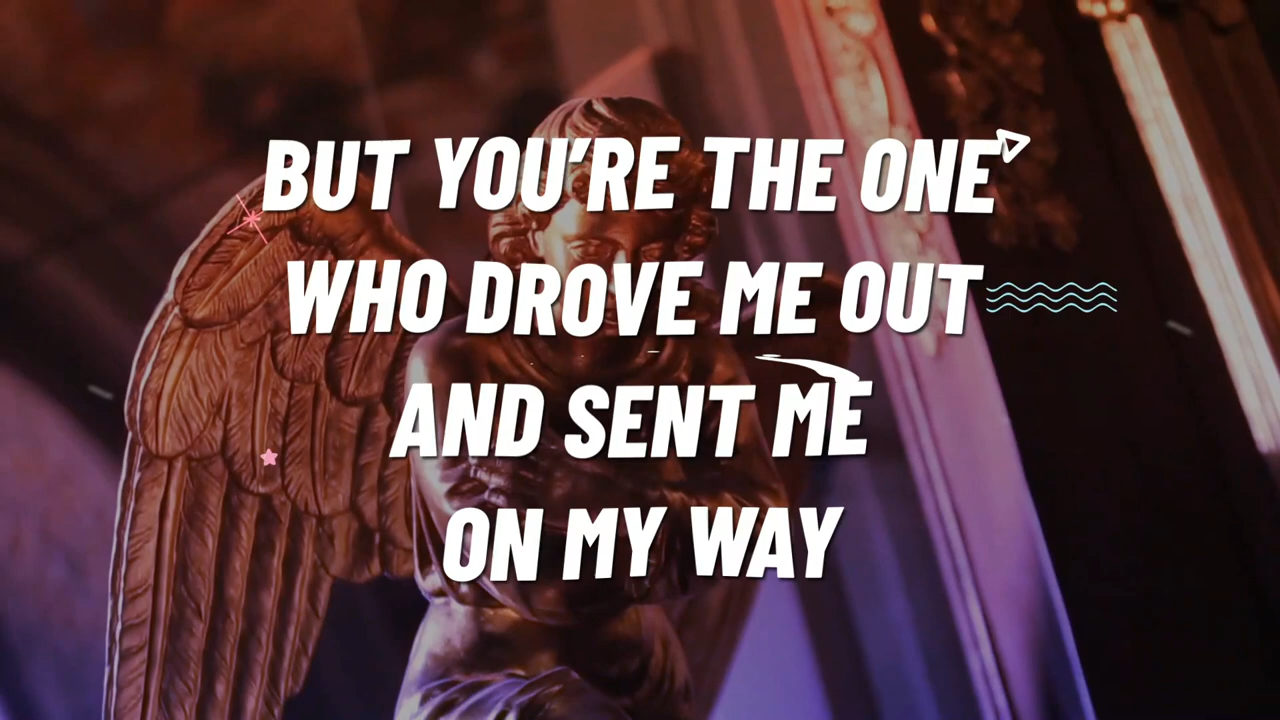 BUT YOU'RE THE ONE
WHO DROVE ME OUT
AND SENT ME
ON MY WAY